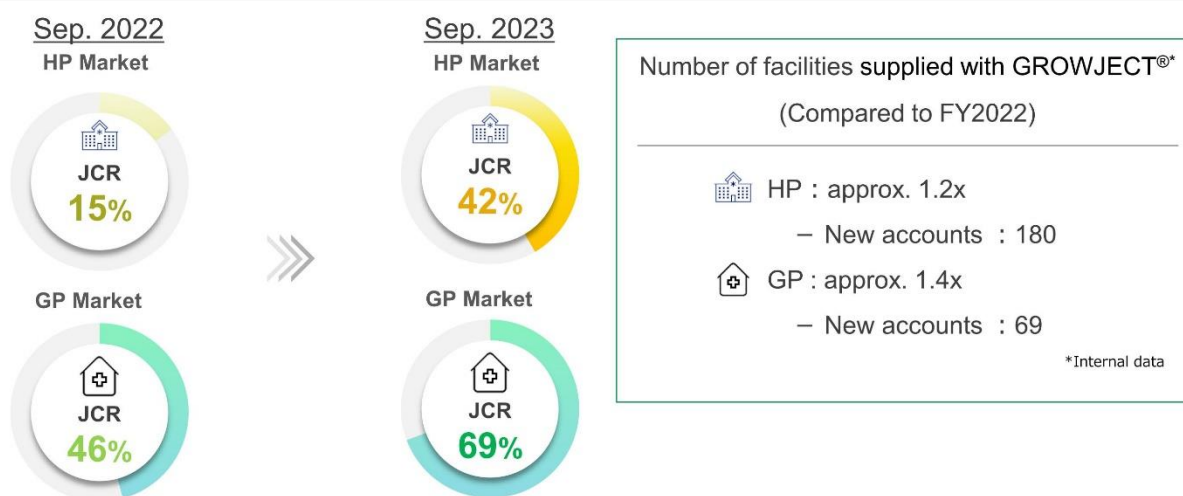 Sep. 2022
HP Market
JCR
15%
GP Market
JCR
46%
Sep. 2023
HP Market
JCR
42%
GP Market
JCR
69%
Number of facilities supplied with GROWJECT®*
(Compared to FY2022)
HP : approx. 1.2x
– New accounts : 180
GP : approx. 1.4x
– New accounts : 69
*Internal data